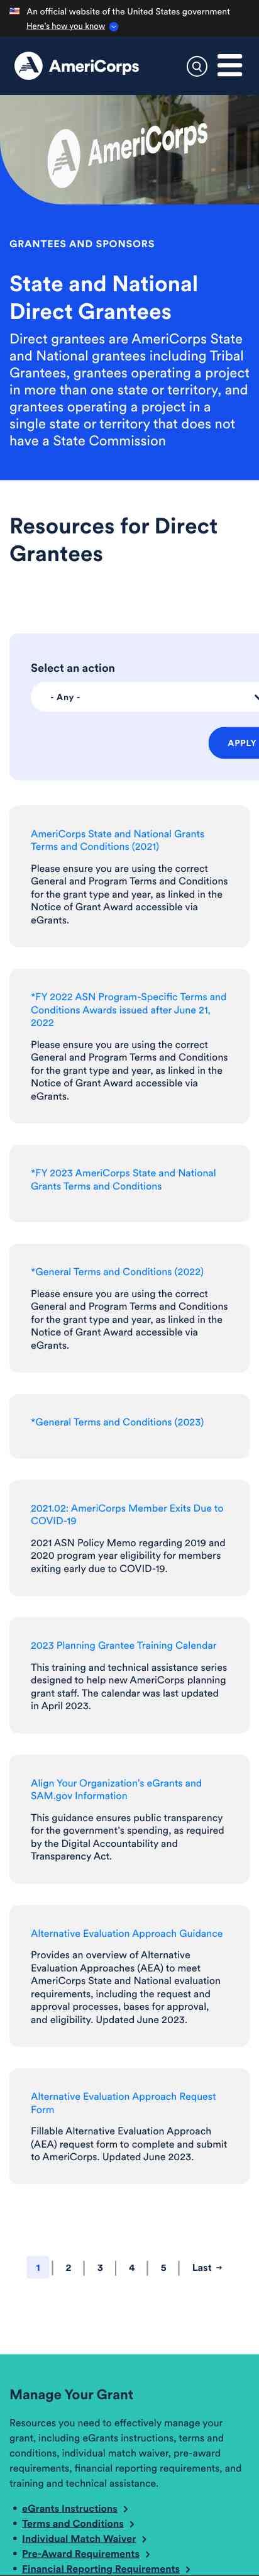 An official website of the United States government
Here's how you know
AmeriCorps
AmeriCorps
GRANTEES AND SPONSORS
State and National
Direct Grantees
Direct grantees are AmeriCorps State
and National grantees including Tribal
Grantees, grantees operating a project
in more than one state or territory, and
grantees operating a project in a
single state or territory that does not
have a State Commission
Resources for Direct
Grantees
Select an action
- Any -
APPLY
AmeriCorps State and National Grants
Terms and Conditions (2021)
Please ensure you are using the correct
General and Program Terms and Conditions
for the grant type and year, as linked in the
Notice of Grant Award accessible via
eGrants.
*FY 2022 ASN Program-Specific Terms and
Conditions Awards issued after June 21,
2022
Please ensure you are using the correct
General and Program Terms and Conditions
for the grant type and year, as linked in the
Notice of Grant Award accessible via
eGrants.
*FY 2023 AmeriCorps State and National
Grants Terms and Conditions
*General Terms and Conditions (2022)
Please ensure you are using the correct
General and Program Terms and Conditions
for the grant type and year, as linked in the
Notice of Grant Award accessible via
eGrants.
*General Terms and Conditions (2023)
2021.02: AmeriCorps Member Exits Due to
COVID-19
2021 ASN Policy Memo regarding 2019 and
2020 program year eligibility for members
exiting early due to COVID-19.
2023 Planning Grantee Training Calendar
This training and technical assistance series
designed to help new AmeriCorps planning
grant staff. The calendar was last updated
in April 2023.
Align Your Organization's eGrants and
SAM.gov Information
This guidance ensures public transparency
for the government's spending, as required
by the Digital Accountability and
Transparency Act.
Alternative Evaluation Approach Guidance
Provides an overview of Alternative
Evaluation Approaches (AEA) to meet
AmeriCorps State and National evaluation
requirements, including the request and
approval processes, bases for approval,
and eligibility. Updated June 2023.
Alternative Evaluation Approach Request
Form
Fillable Alternative Evaluation Approach
(AEA) request form to complete and submit
to AmeriCorps. Updated June 2023.
1 | 2 | 3 | 4 | 5 | Last →
Manage Your Grant
Resources you need to effectively manage your
grant, including eGrants instructions, terms and
conditions, individual match waiver, pre-award
requirements, financial reporting requirements, and
training and technical assistance.
• eGrants Instructions >
• Terms and Conditions >
• Individual Match Waiver >
• Pre-Award Requirements >
• Financial Reporting Requirements >